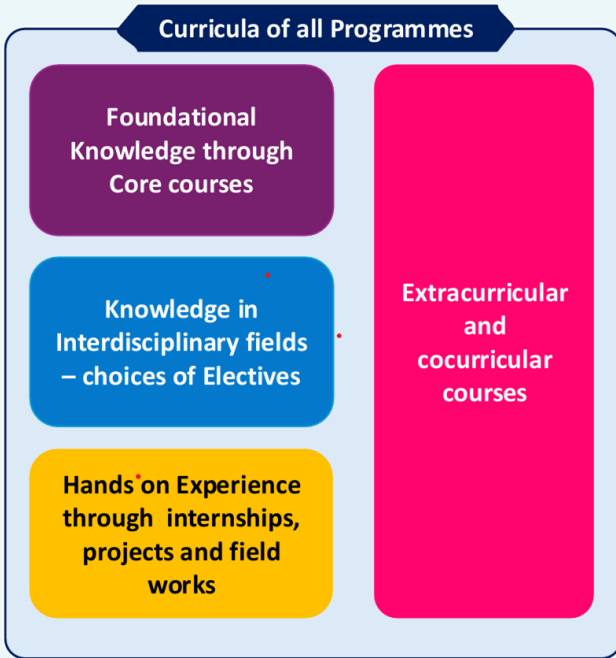 Curricula of all Programmes
Foundational
Knowledge through
Core courses
Knowledge in
Interdisciplinary fields
– choices of Electives
Hands on Experience
through internships,
projects and field
works
Extracurricular
and
cocurricular
courses